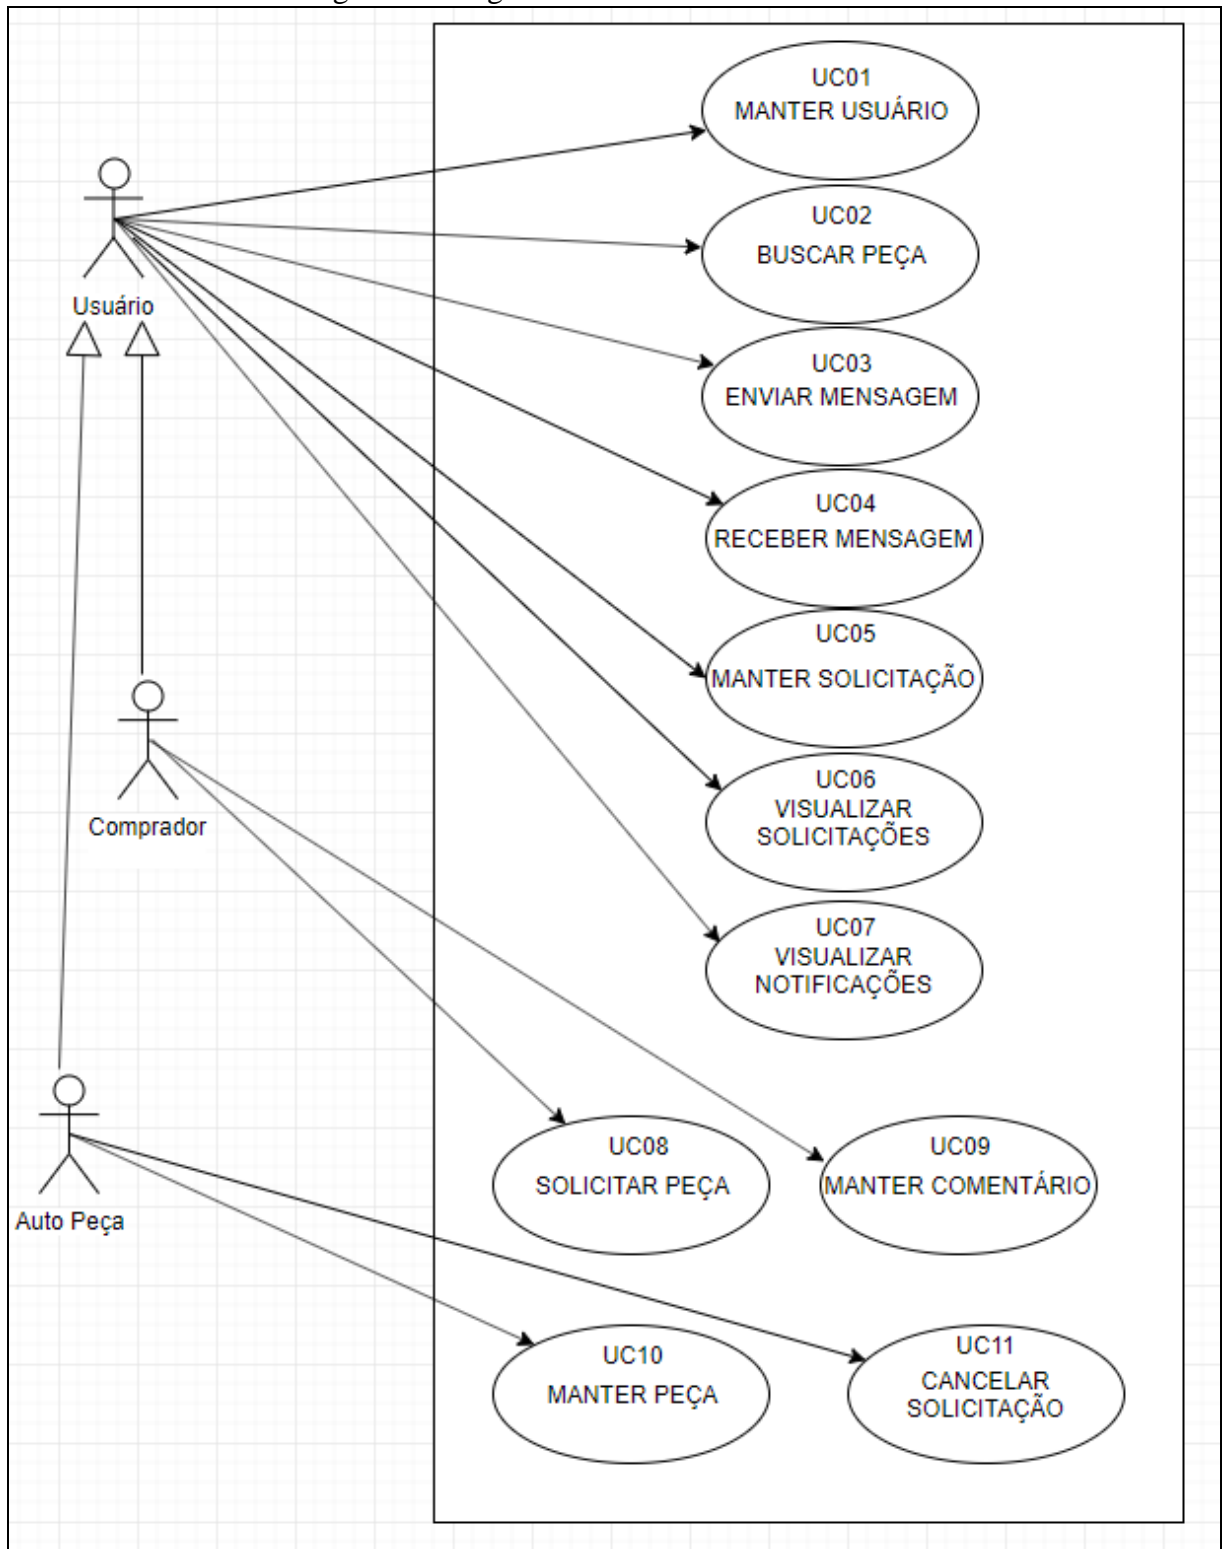 UC01
MANTER USUÁRIO
UC02
BUSCAR PEÇA
Usuário
UC03
ENVIAR MENSAGEM
UC04
RECEBER MENSAGEM
UC05
MANTER SOLICITAÇÃO
UC06
VISUALIZAR
SOLICITAÇÕES
Comprador
UC07
VISUALIZAR
NOTIFICAÇÕES
UC08
SOLICITAR PEÇA
UC09
MANTER COMENTÁRIO
Auto Peça
UC10
MANTER PEÇA
UC11
CANCELAR
SOLICITAÇÃO